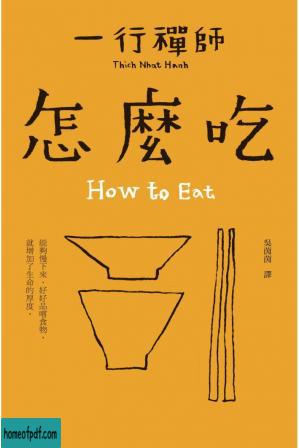 一行禪師
Thich Nhat Hanh
怎麼吃
How to Eat
能夠慢下來，好好品嚐食物，
就增加了生命的厚度。
吳茵茵 譯
homeofpdf.com